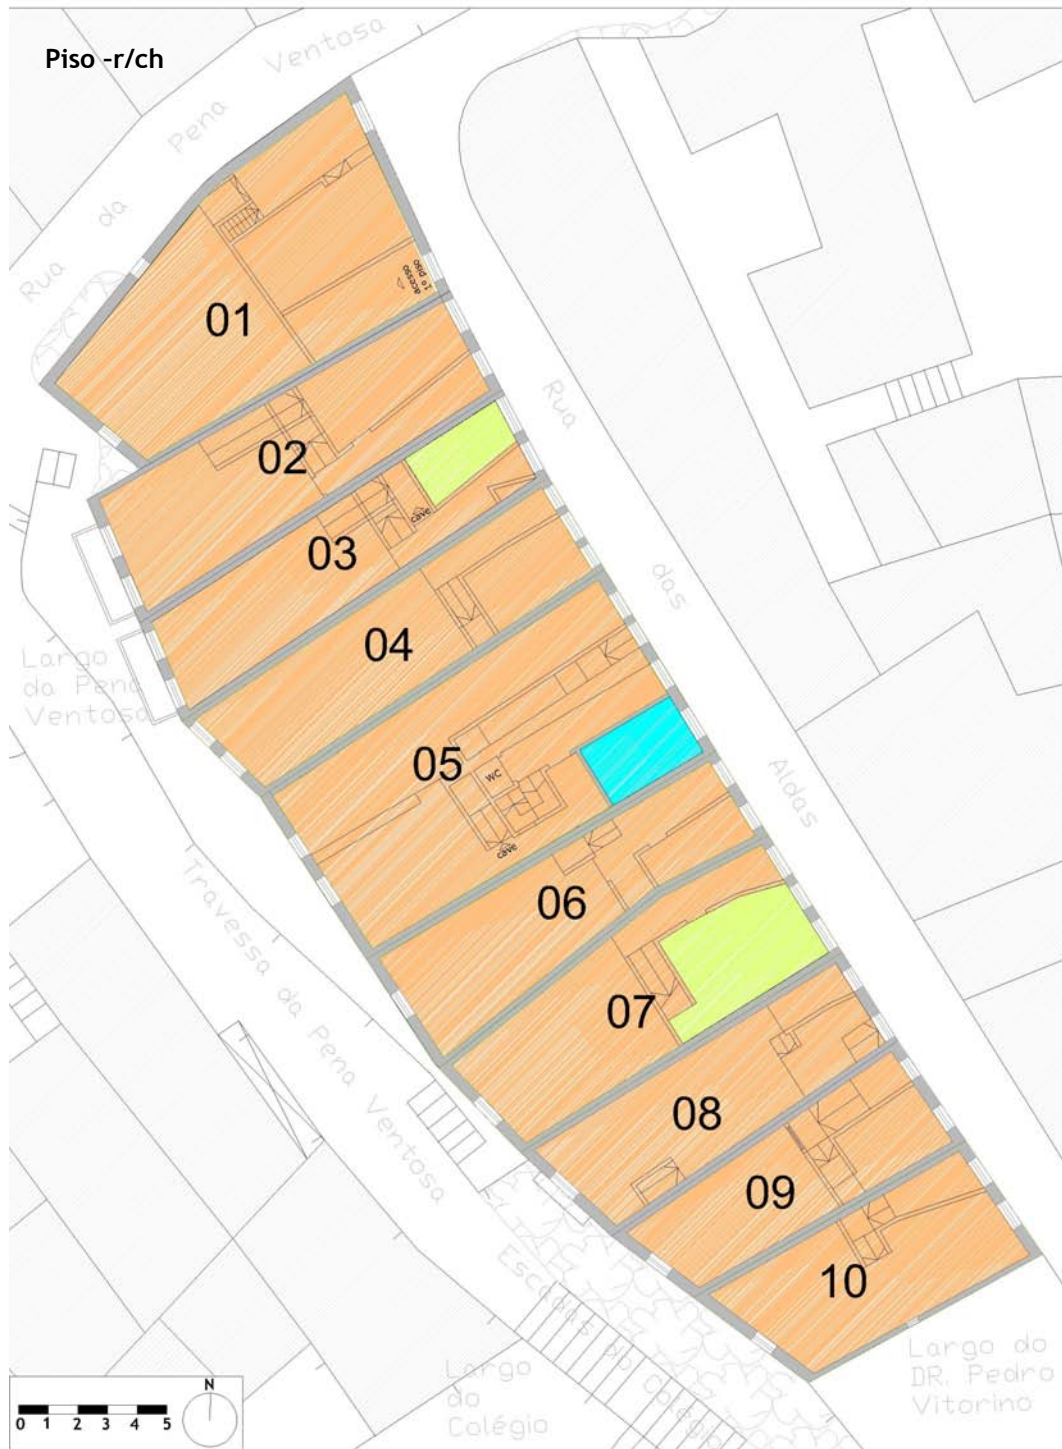 Piso -r/ch
Rua da Pena Ventosa
01
acesso
1º piso
Rua das Aldas
02
03
cave
04
Largo
da Pena
Ventosa
05
WC
cave
06
07
Travessa da Pena Ventosa
08
09
10
Escadas do Colégio
Largo
do
Colégio
Largo do
DR. Pedro
Vitorino
N
0 1 2 3 4 5